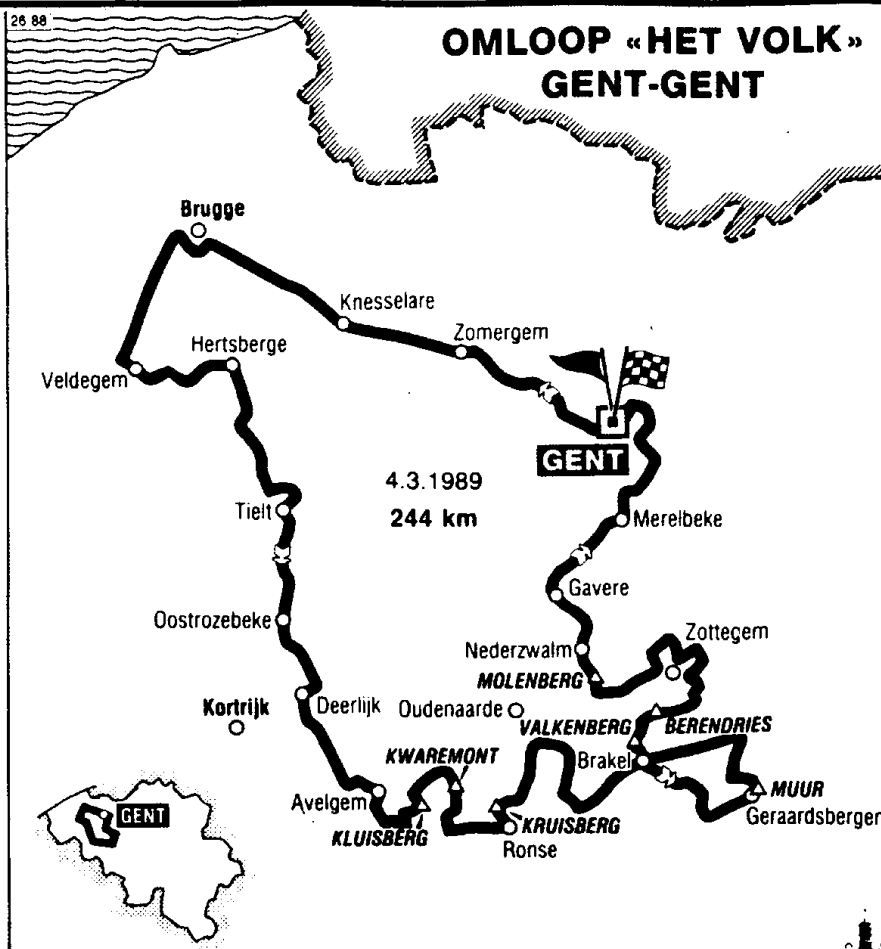 26 88
OMLOOP «HET VOLK»
GENT-GENT
Brugge
Knesselare
Zomergem
Hertsberge
Veldegem
GENT
4.3.1989
244 km
Tielt
Merelbeke
Gavere
Oostrozebeke
Zottegem
Nederzwalm
MOLENBERG
Deerlijk
Kortrijk
Oudenaarde
VALKENBERG
BERENDRIES
KWAREMONT
Brakel
Avelgem
MUUR
Geraardsbergen
KLUISBERG
KRUISBERG
Ronse
GENT